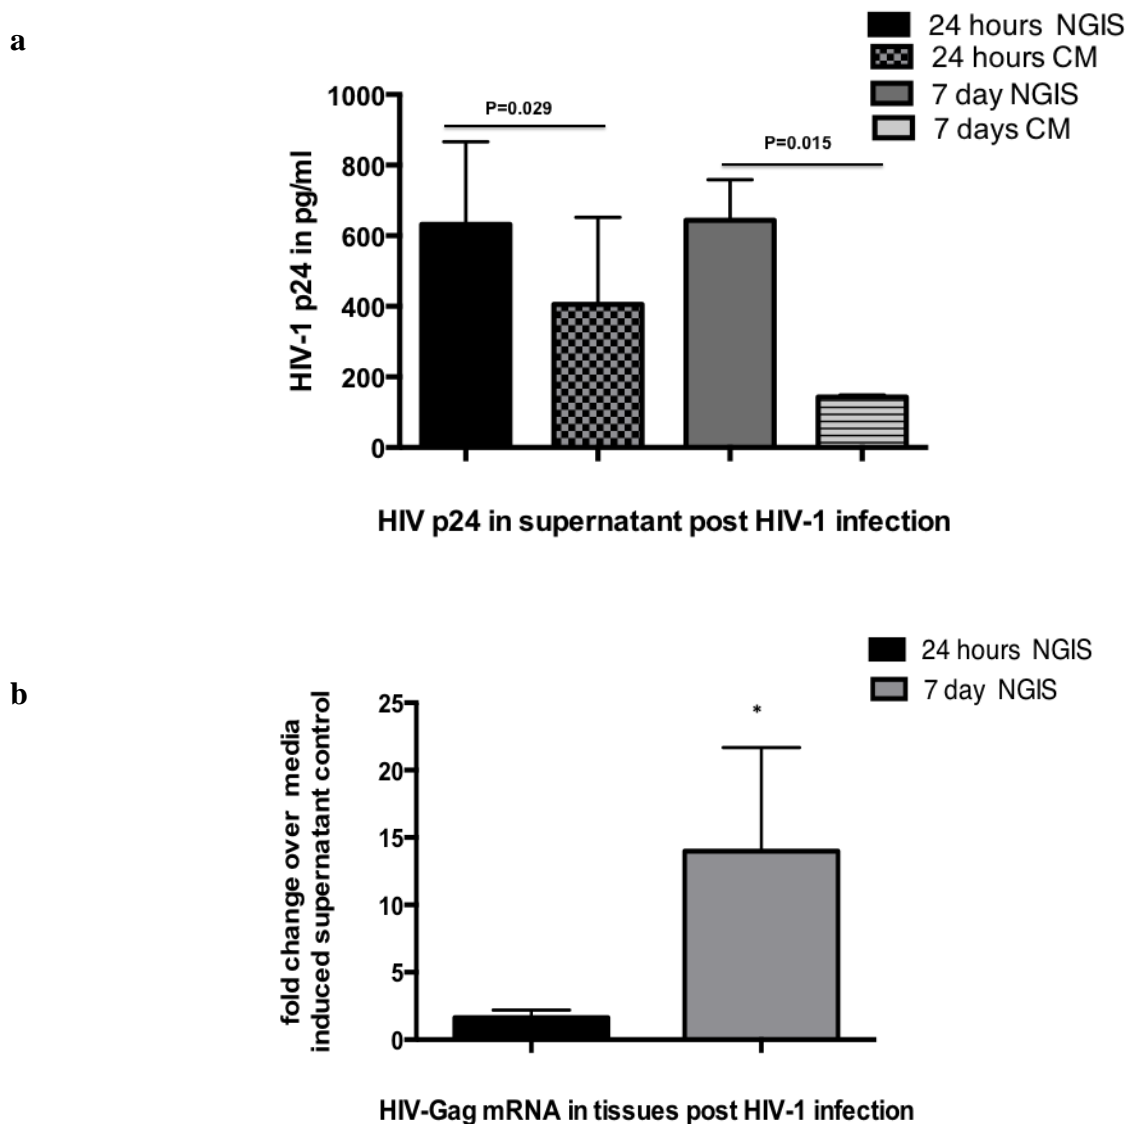 a
24 hours NGIS
24 hours CM
7 day NGIS
7 days CM
P=0.029
P=0.015
1000
800
600
400
200
0
HIV-1 p24 in pg/ml
HIV p24 in supernatant post HIV-1 infection
b
24 hours NGIS
7 day NGIS
*
25
20
15
10
5
0
fold change over media
induced supernatant control
HIV-Gag mRNA in tissues post HIV-1 infection